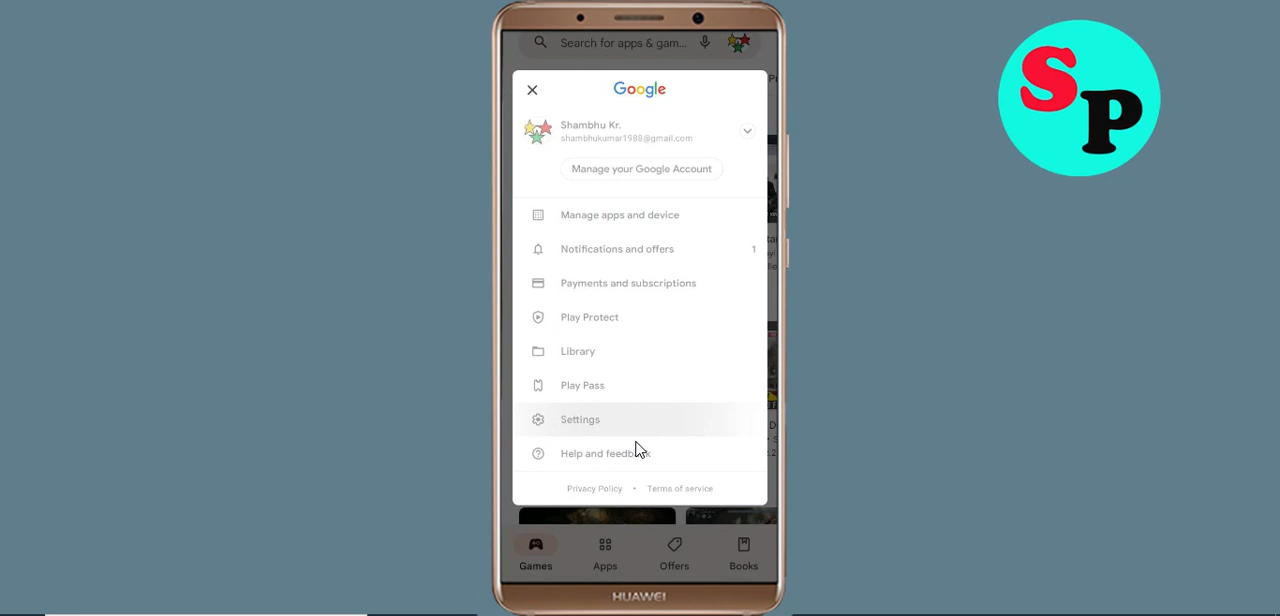 Search for apps & gam...
S
P
Google
Shambhu Kr.
shambhukumar1988@gmail.com
Manage your Google Account
Manage apps and device
Notifications and offers 1
Payments and subscriptions
Play Protect
Library
Play Pass
Settings
Help and feedback
Privacy Policy • Terms of service
Games Apps Offers Books
HUAWEI